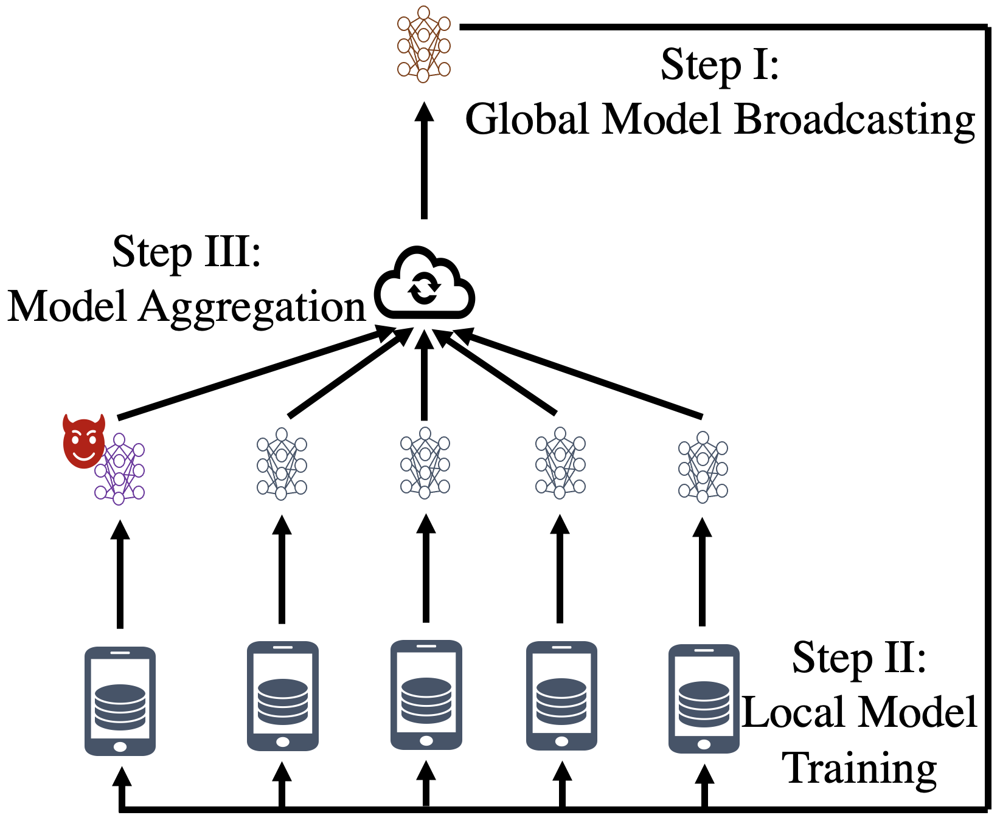 Step I:
Global Model Broadcasting
Step III:
Model Aggregation
Step II:
Local Model
Training